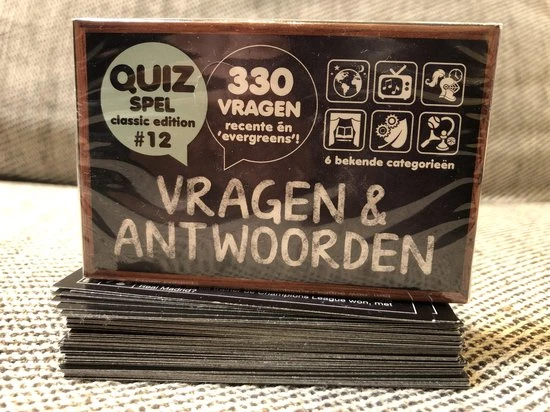 QUIZ
SPEL
classic edition
#12
330
VRAGEN
recente én
'evergreens'!
6 bekende categorieën
VRAGEN &
ANTWOORDEN
Champions League won, met
Real Madrid?